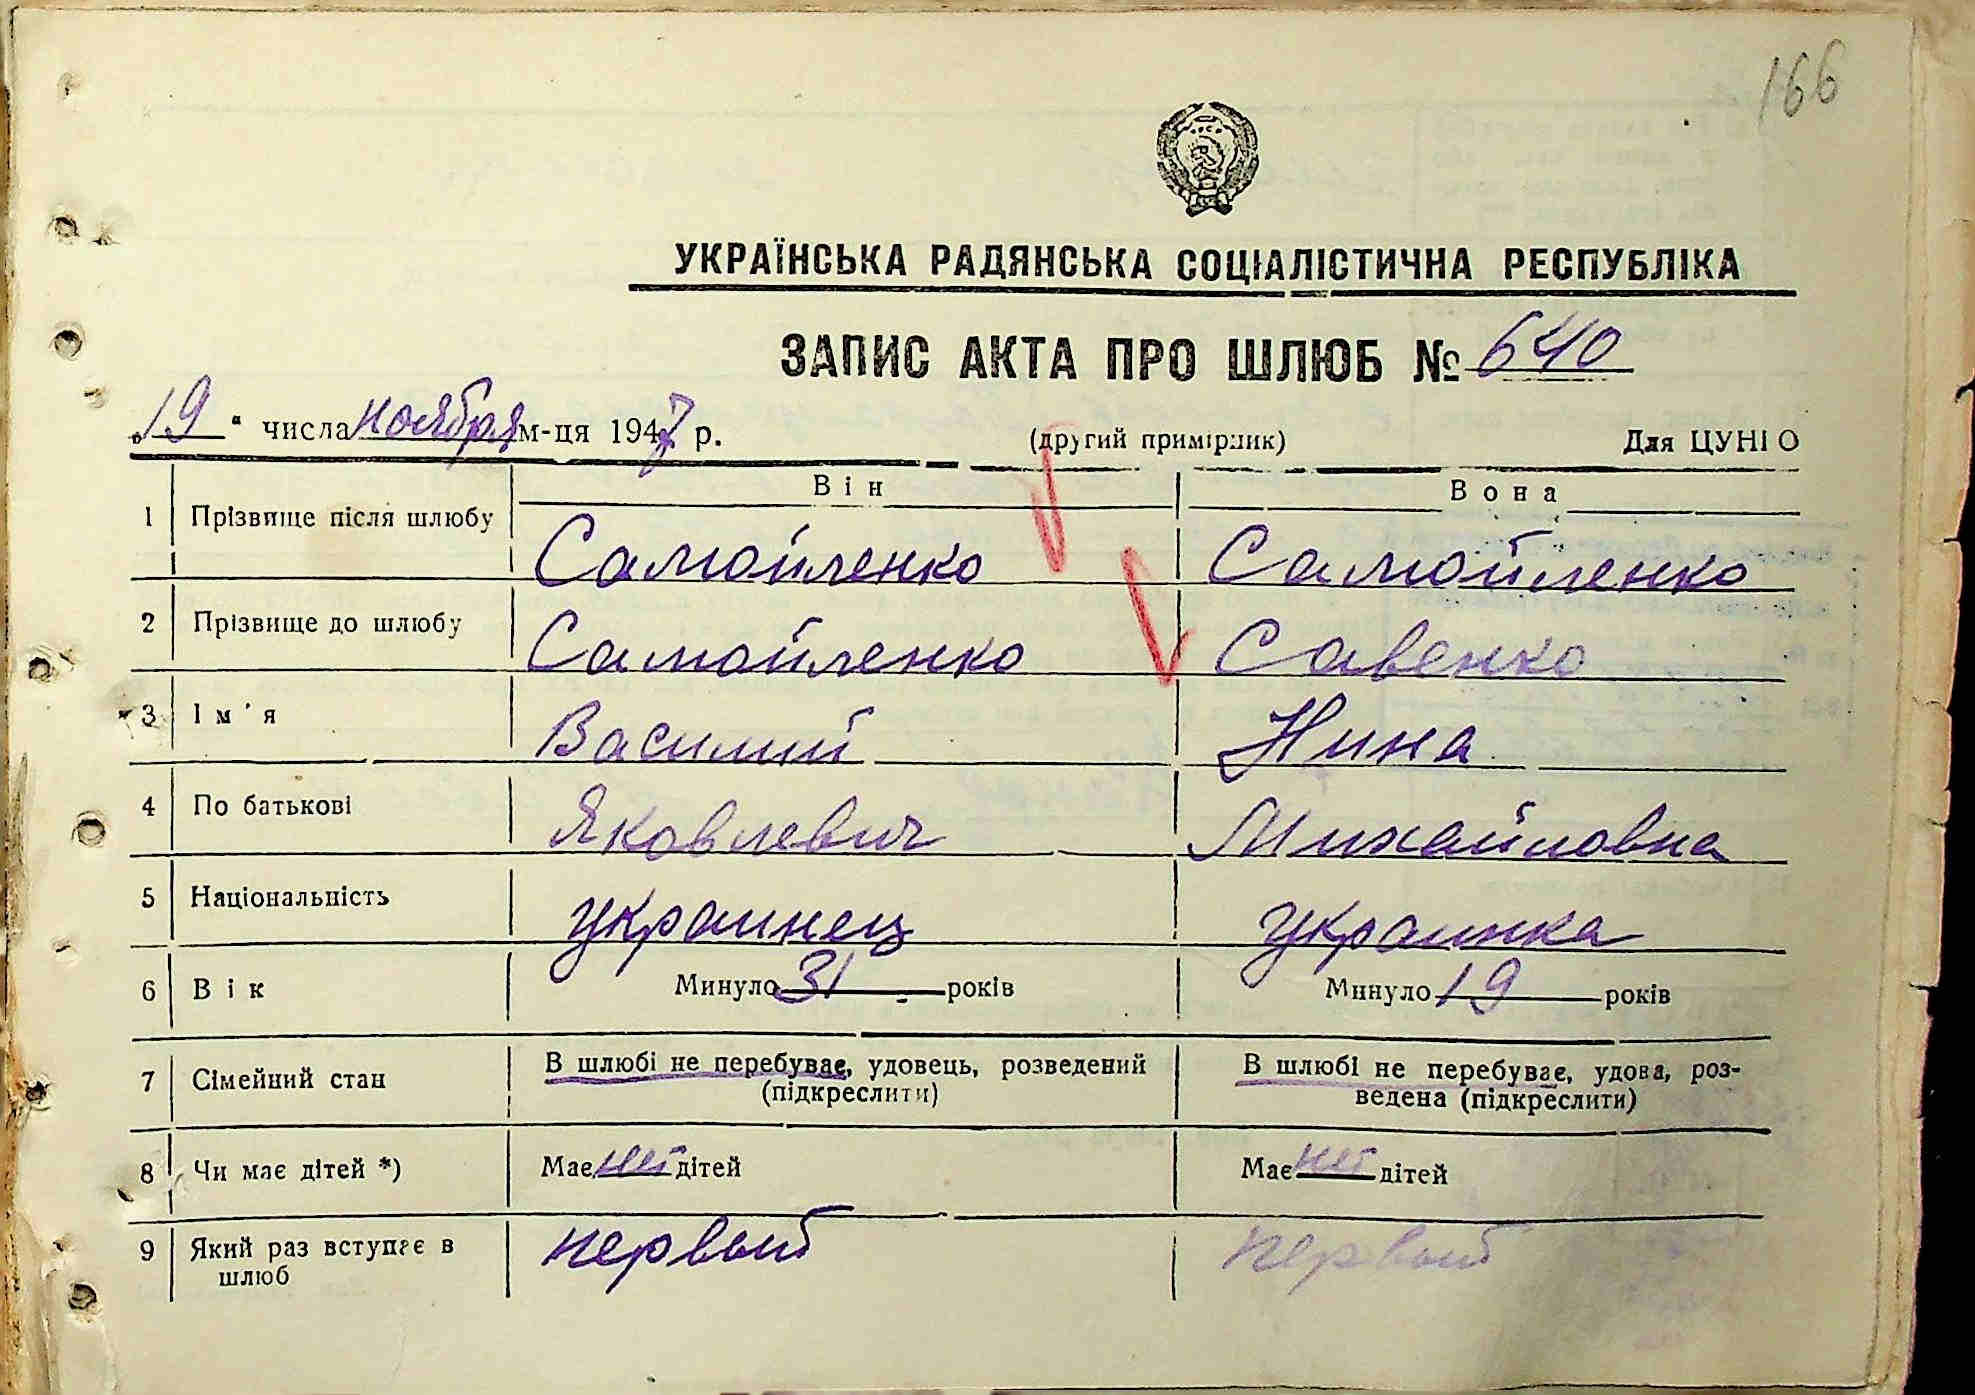 166
УКРАЇНСЬКА РАДЯНСЬКА СОЦІАЛІСТИЧНА РЕСПУБЛІКА
ЗАПИС АКТА ПРО ШЛЮБ № 640
„19“ числа ноября м-ця 1947 р. (другий примірник) Для ЦУНІО
Він Вона
1 Прізвище після шлюбу Самойленко Самойленко
2 Прізвище до шлюбу Самойленко Савенко
3 Ім'я Василий Нина
4 По батькові Яковлевич Михайловна
5 Національність украинец украинка
6 Вік Минуло 31 років Минуло 19 років
7 Сімейний стан В шлюбі не перебуває, удовець, розведений В шлюбі не перебуває, удова, роз-
(підкреслити) ведена (підкреслити)
8 Чи має дітей *) Має нет дітей Має нет дітей
9 Який раз вступає в первый первый
шлюб